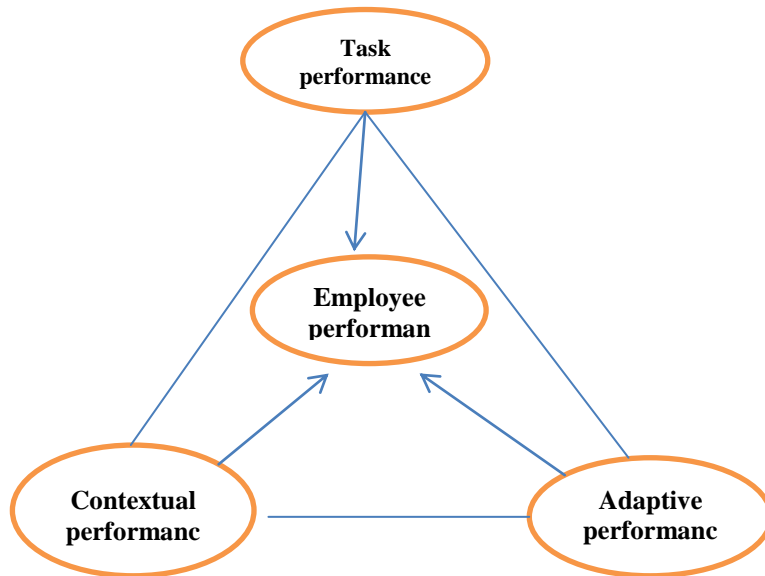 Task
performance
Employee
performan
Contextual
performanc
Adaptive
performanc